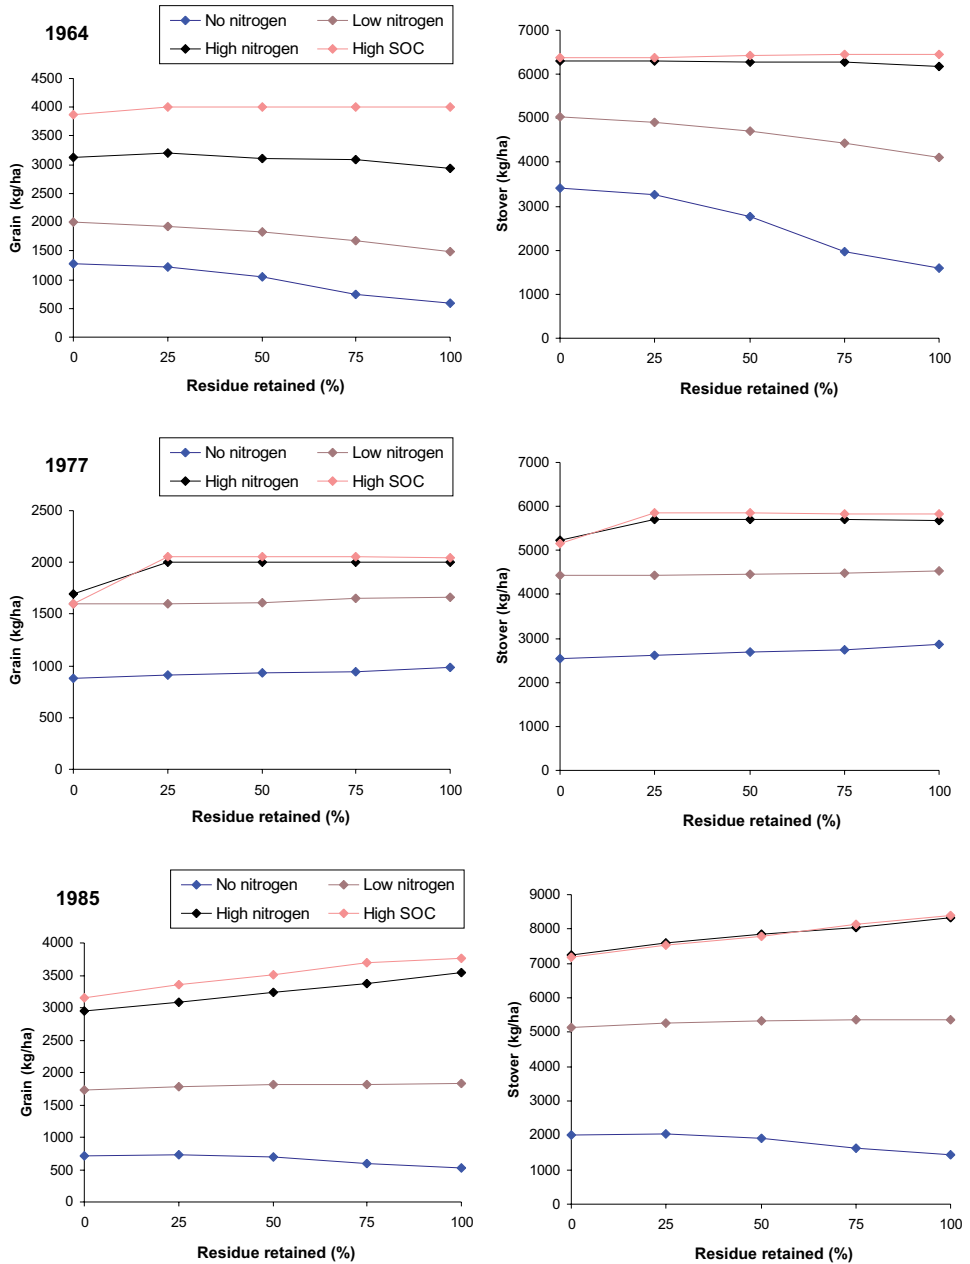 1964
No nitrogen
Low nitrogen
High nitrogen
High SOC
4500
4000
3500
3000
2500
2000
1500
1000
500
0
Grain (kg/ha)
0 25 50 75 100
Residue retained (%)
7000
6000
5000
4000
3000
2000
1000
0
Stover (kg/ha)
0 25 50 75 100
Residue retained (%)
1977
No nitrogen
Low nitrogen
High nitrogen
High SOC
2500
2000
1500
1000
500
0
Grain (kg/ha)
0 25 50 75 100
Residue retained (%)
7000
6000
5000
4000
3000
2000
1000
0
Stover (kg/ha)
0 25 50 75 100
Residue retained (%)
1985
No nitrogen
Low nitrogen
High nitrogen
High SOC
4000
3500
3000
2500
2000
1500
1000
500
0
Grain (kg/ha)
0 25 50 75 100
Residue retained (%)
9000
8000
7000
6000
5000
4000
3000
2000
1000
0
Stover (kg/ha)
0 25 50 75 100
Residue retained (%)